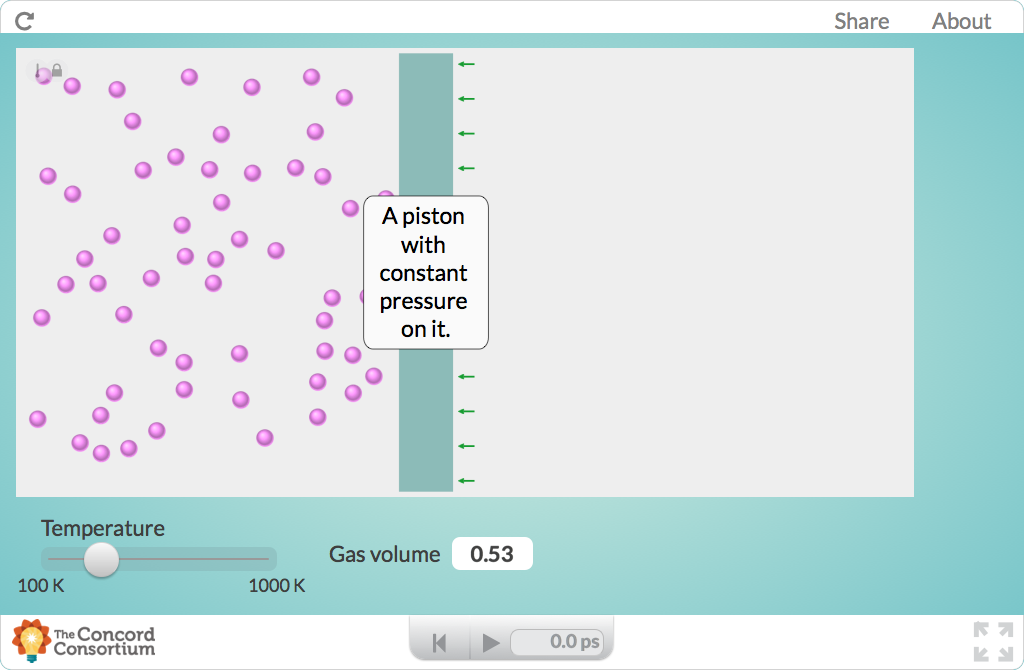 Share About
A piston
with
constant
pressure
on it.
Temperature
100 K 1000 K
Gas volume 0.53
The Concord
Consortium
0.0 ps